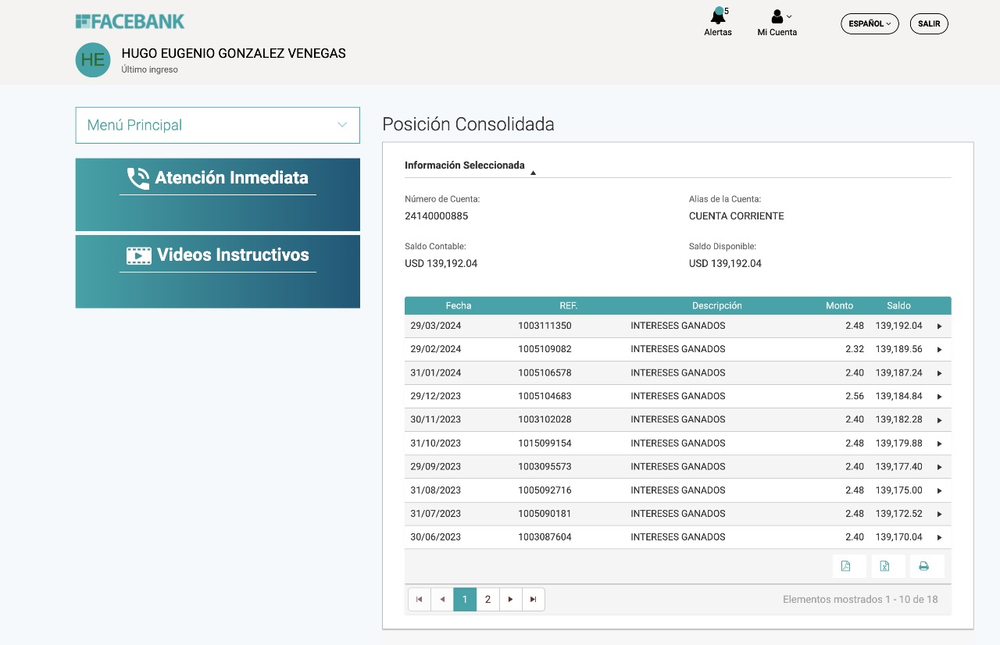 FACEBANK
5
Alertas
Mi Cuenta
ESPAÑOL
SALIR
HE
HUGO EUGENIO GONZALEZ VENEGAS
Último ingreso
Menú Principal
Atención Inmediata
Videos Instructivos
Posición Consolidada
Información Seleccionada
Número de Cuenta: Alias de la Cuenta:
24140000885 CUENTA CORRIENTE
Saldo Contable: Saldo Disponible:
USD 139,192.04 USD 139,192.04
Fecha REF. Descripción Monto Saldo
29/03/2024 1003111350 INTERESES GANADOS 2.48 139,192.04
29/02/2024 1005109082 INTERESES GANADOS 2.32 139,189.56
31/01/2024 1005106578 INTERESES GANADOS 2.40 139,187.24
29/12/2023 1005104683 INTERESES GANADOS 2.56 139,184.84
30/11/2023 1003102028 INTERESES GANADOS 2.40 139,182.28
31/10/2023 1015099154 INTERESES GANADOS 2.48 139,179.88
29/09/2023 1003095573 INTERESES GANADOS 2.40 139,177.40
31/08/2023 1005092716 INTERESES GANADOS 2.48 139,175.00
31/07/2023 1005090181 INTERESES GANADOS 2.48 139,172.52
30/06/2023 1003087604 INTERESES GANADOS 2.40 139,170.04
1 2 Elementos mostrados 1 - 10 de 18